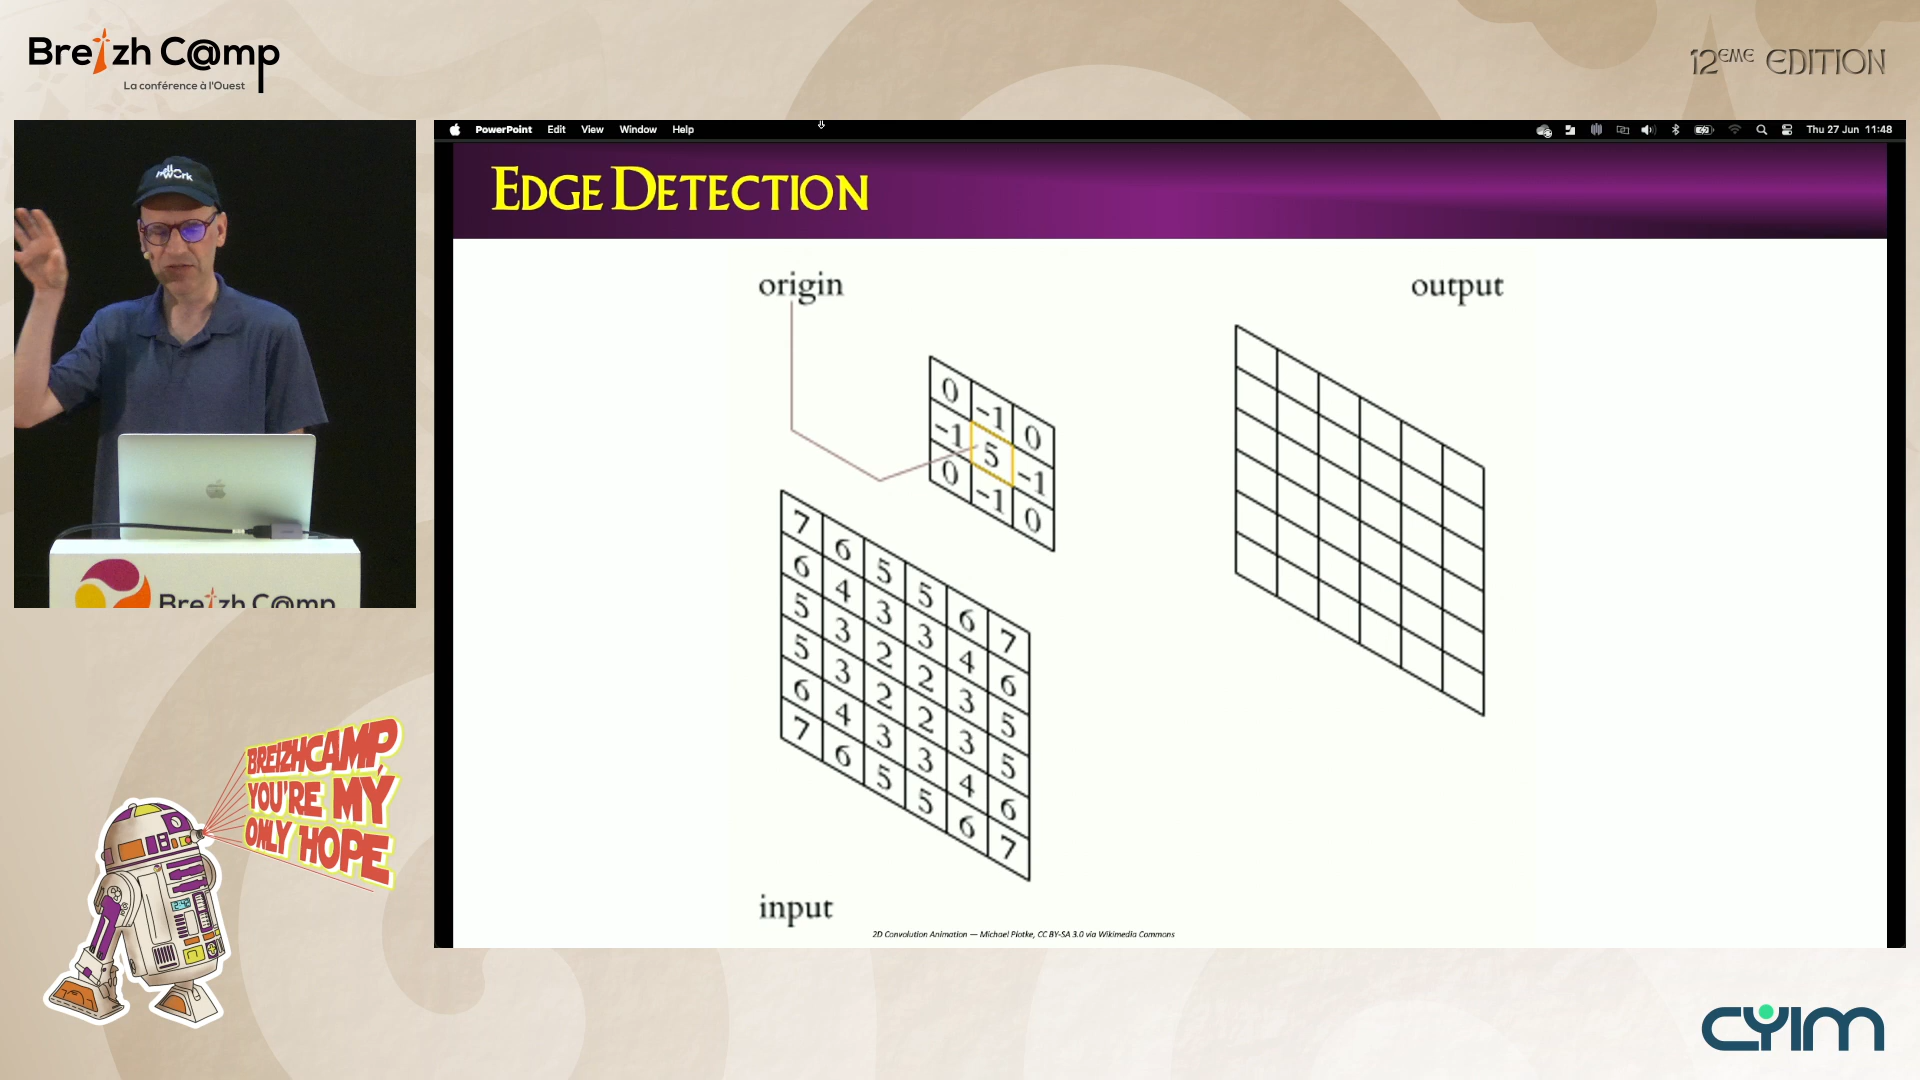 Breizh C@mp
La conférence à l'Ouest
12EME EDITION
PowerPoint Edit View Window Help
Thu 27 Jun 11:48
EDGE DETECTION
origin
output
0 -1 0
-1 5 -1
0 -1 0
7 6 5 5 6 7
6 4 3 3 4 6
5 3 2 2 3 5
5 3 2 2 3 5
6 4 3 3 4 6
7 6 5 5 6 7
input
2D Convolution Animation — Michael Plotke, CC BY-SA 3.0 via Wikimedia Commons
Breizh C@mp
BREIZHCAMP,
YOU'RE MY
ONLY HOPE
CYIM